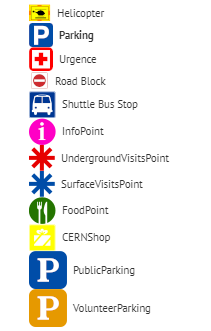 Helicopter
P Parking
Urgence
Road Block
Shuttle Bus Stop
i InfoPoint
UndergroundVisitsPoint
SurfaceVisitsPoint
FoodPoint
CERNShop
P PublicParking
P VolunteerParking